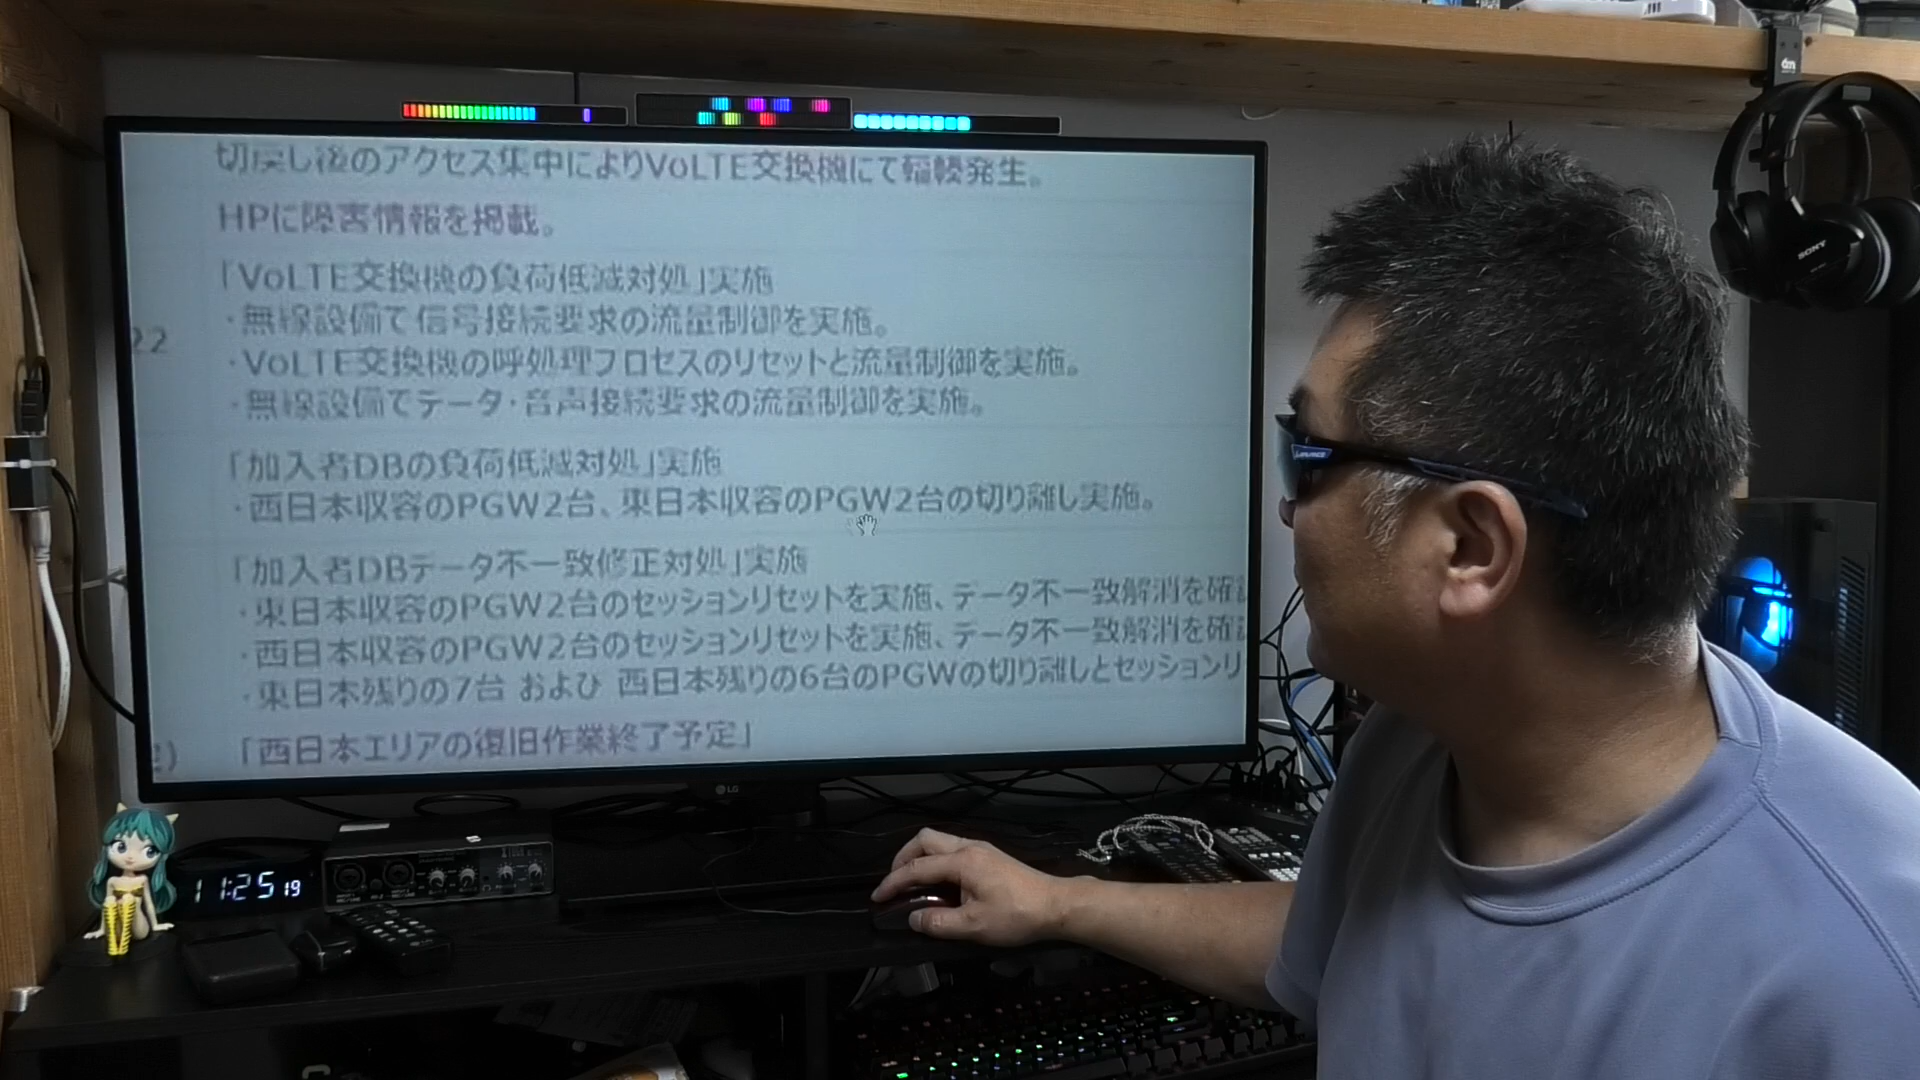 切戻し後のアクセス集中によりVoLTE交換機にて輻輳発生。
HPに障害情報を掲載。
「VoLTE交換機の負荷低減対処」実施
・無線設備で信号接続要求の流量制御を実施。
22
・VoLTE交換機の呼処理プロセスのリセットと流量制御を実施。
・無線設備でデータ・音声接続要求の流量制御を実施。
「加入者DBの負荷低減対処」実施
・西日本収容のPGW2台、東日本収容のPGW2台の切り離し実施。
「加入者DBデータ不一致修正対処」実施
・東日本収容のPGW2台のセッションリセットを実施、データ不一致解消を確認
・西日本収容のPGW2台のセッションリセットを実施、データ不一致解消を確認
・東日本残りの7台 および 西日本残りの6台のPGWの切り離しとセッションリ
「西日本エリアの復旧作業終了予定」
LG
11:25 19
SONY